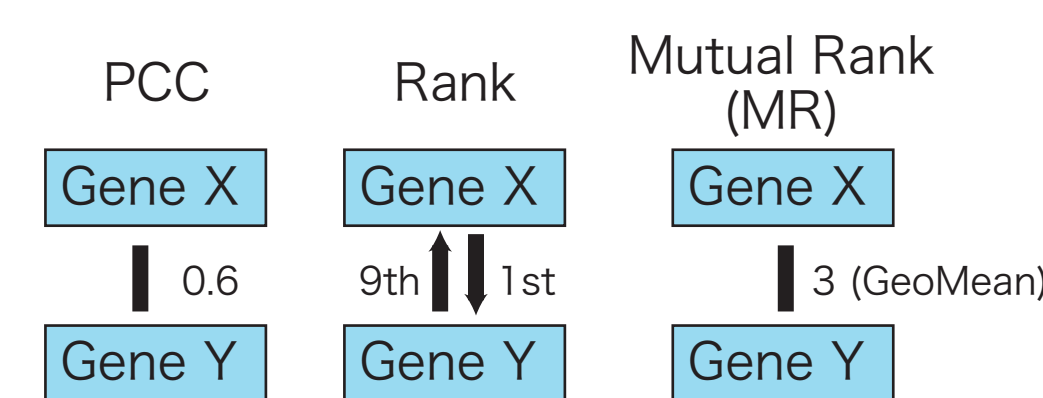 PCC
Rank
Mutual Rank
(MR)
Gene X
Gene X
Gene X
0.6
9th
1st
3 (GeoMean)
Gene Y
Gene Y
Gene Y